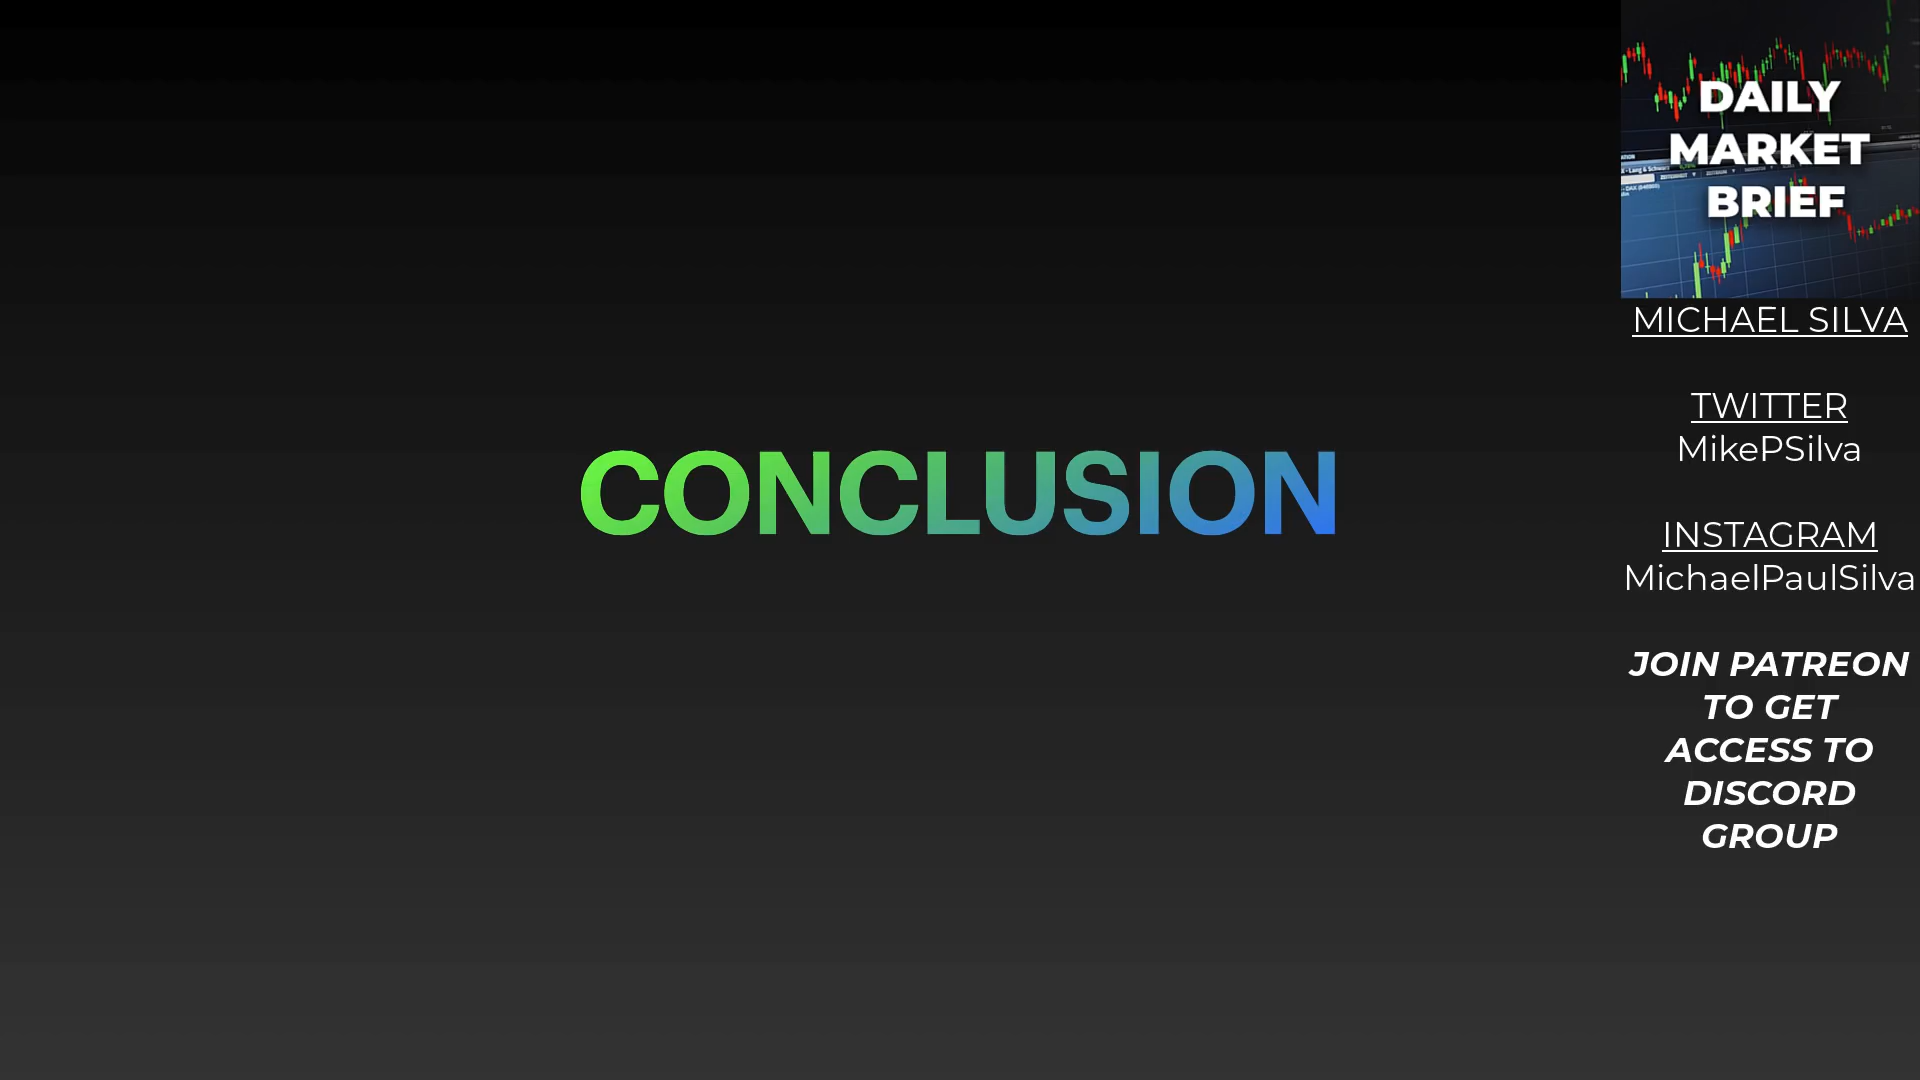 CONCLUSION
DAILY
MARKET
BRIEF
MICHAEL SILVA
TWITTER
MikePSilva
INSTAGRAM
MichaelPaulSilva
JOIN PATREON
TO GET
ACCESS TO
DISCORD
GROUP